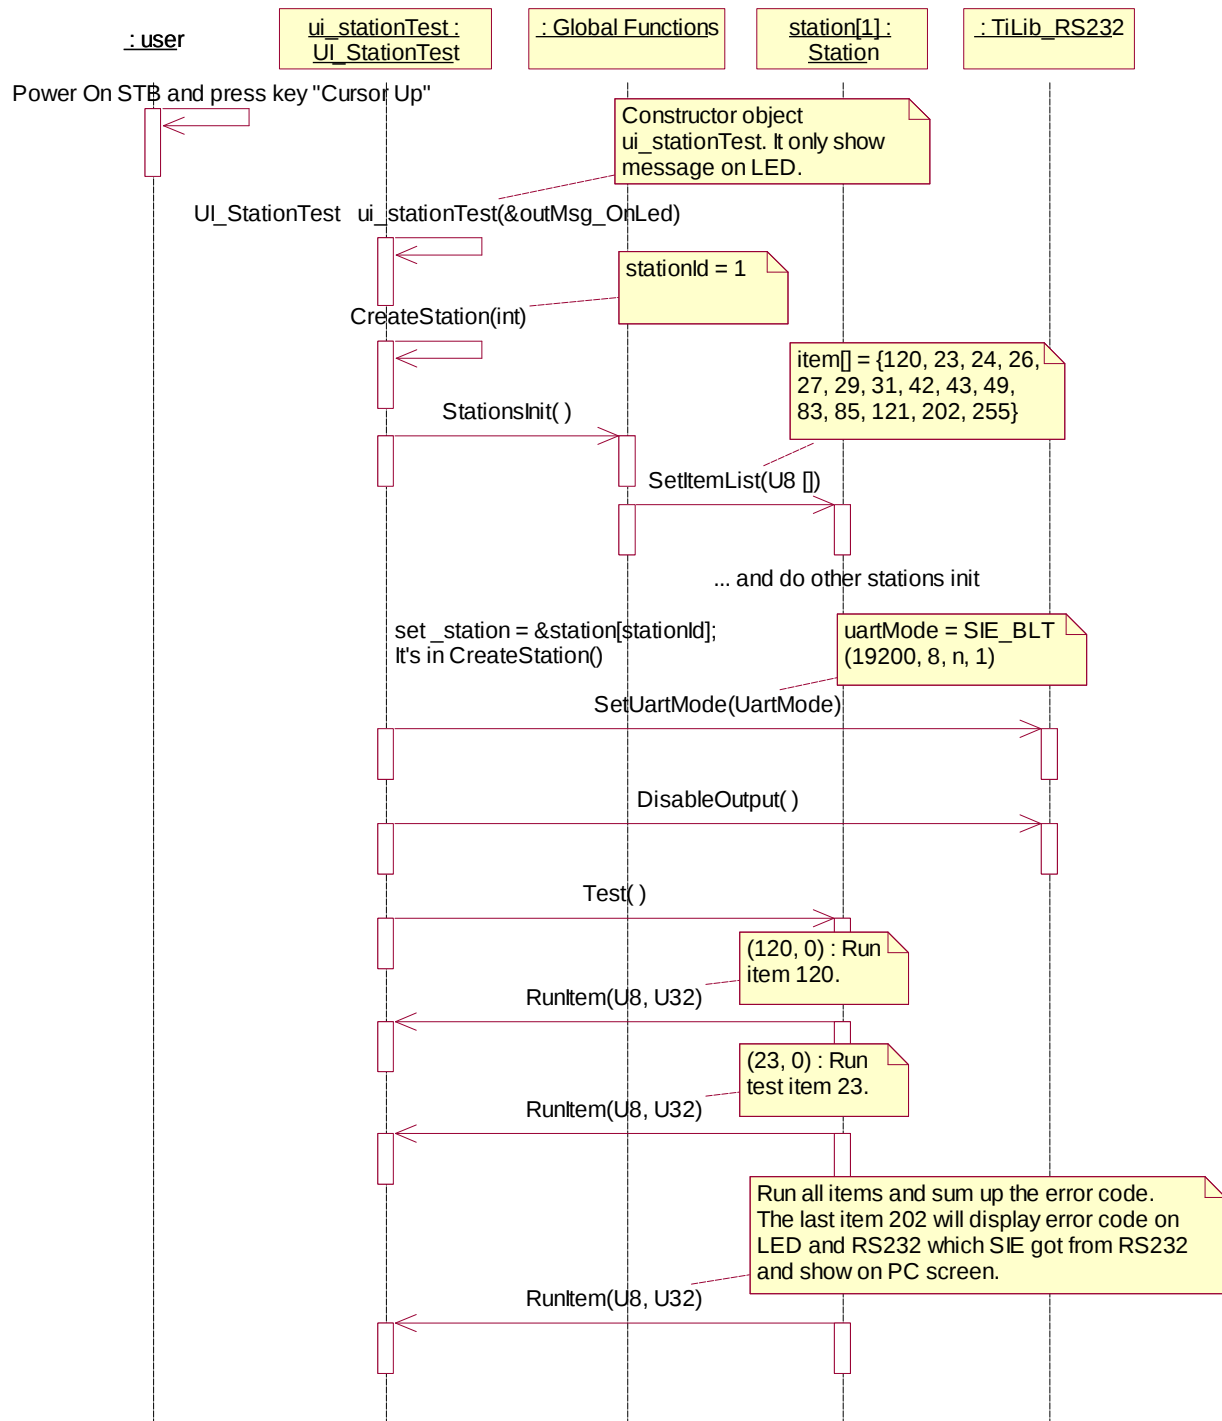 : user
ui_stationTest :
UI_StationTest
: Global Functions
station[1] :
Station
: TiLib_RS232
Power On STB and press key "Cursor Up"
Constructor object
ui_stationTest. It only show
message on LED.
UI_StationTest   ui_stationTest(&outMsg_OnLed)
stationId = 1
CreateStation(int)
item[] = {120, 23, 24, 26,
27, 29, 31, 42, 43, 49,
83, 85, 121, 202, 255}
StationsInit( )
SetItemList(U8 [])
... and do other stations init
set _station = &station[stationId];
It's in CreateStation()
uartMode = SIE_BLT
(19200, 8, n, 1)
SetUartMode(UartMode)
DisableOutput( )
Test( )
(120, 0) : Run
item 120.
RunItem(U8, U32)
(23, 0) : Run
test item 23.
RunItem(U8, U32)
Run all items and sum up the error code.
The last item 202 will display error code on
LED and RS232 which SIE got from RS232
and show on PC screen.
RunItem(U8, U32)